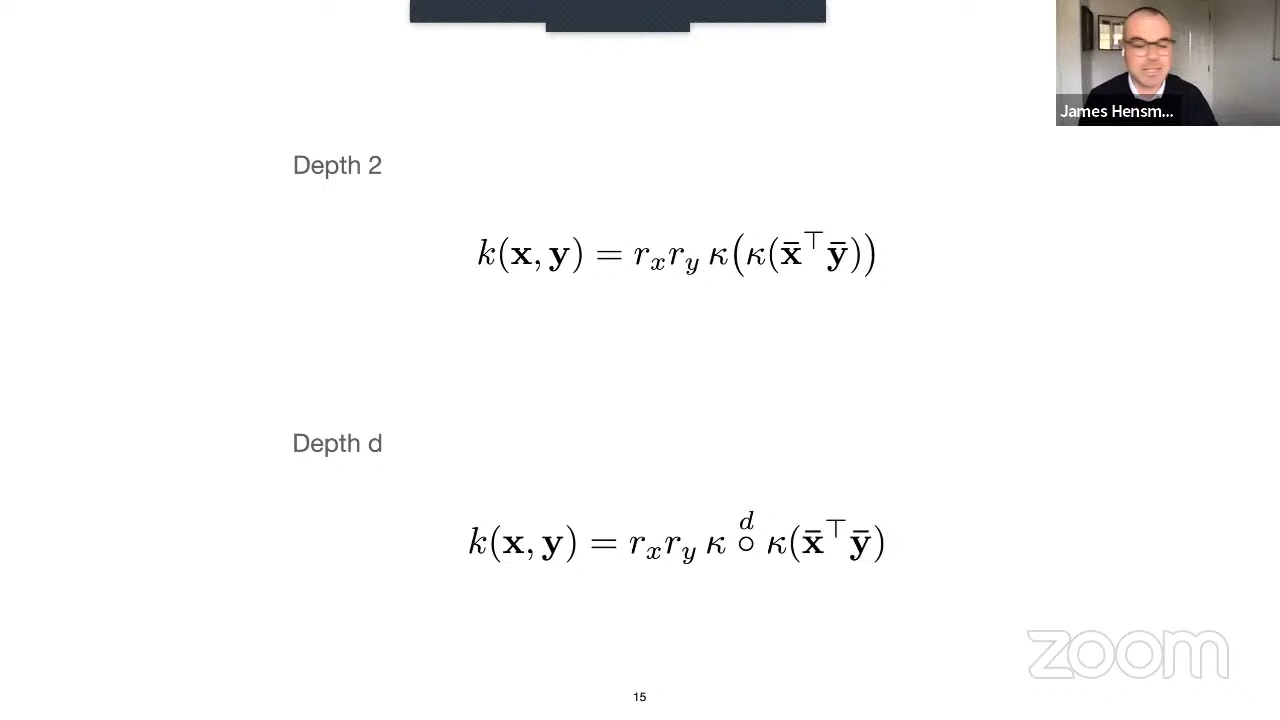 James Hensm...
Depth 2
k(x, y) = r_x r_y κ(κ(x̄^⊤ ȳ))
Depth d
k(x, y) = r_x r_y κ ∘^d κ(x̄^⊤ ȳ)
zoom
15